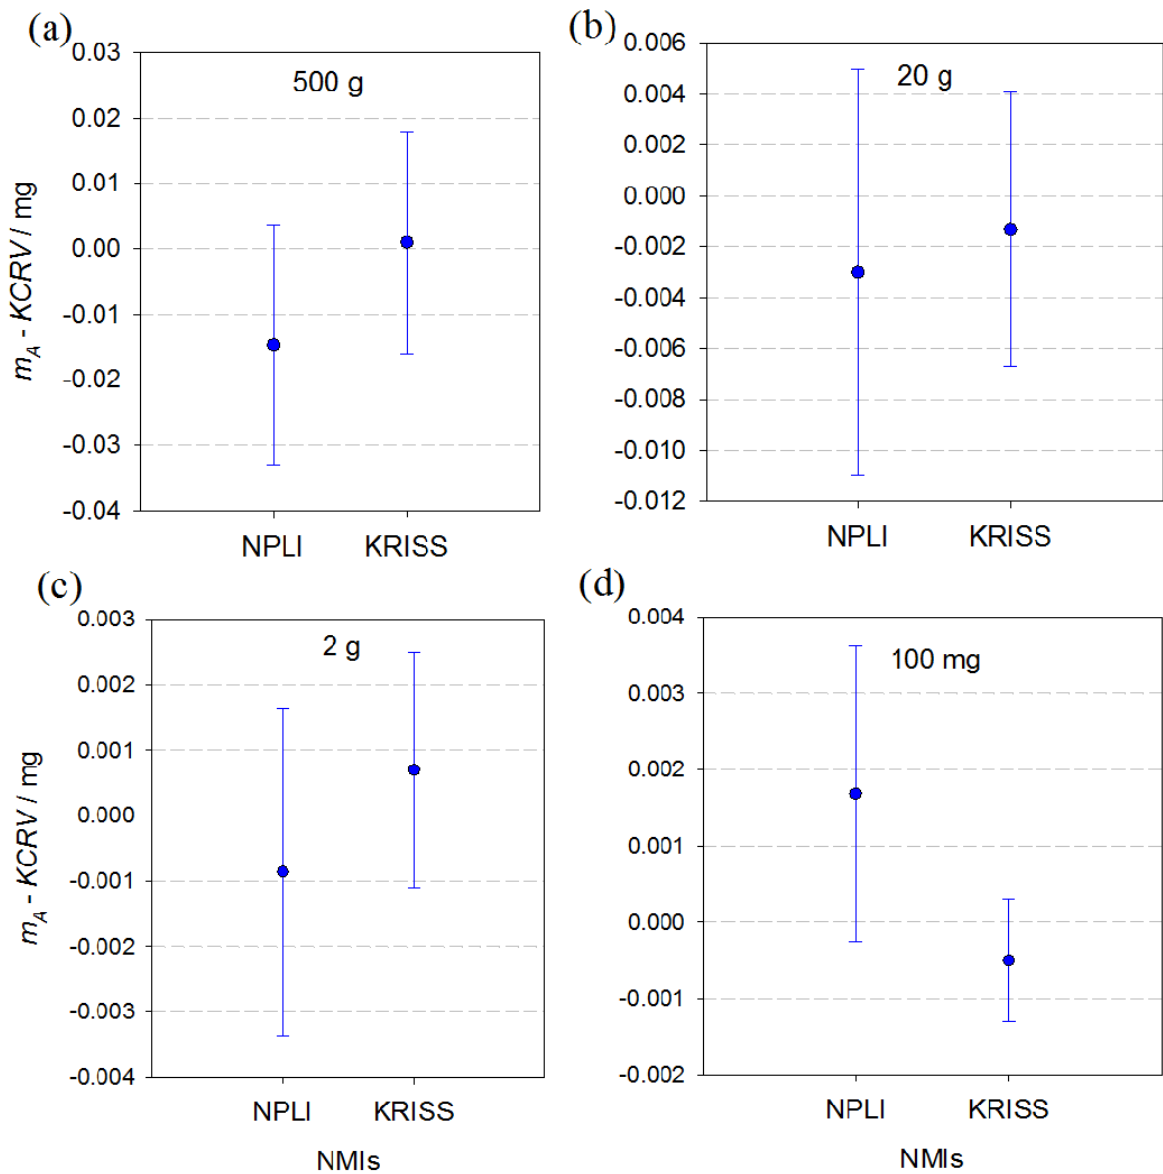 (a)
500 g
0.03
0.02
0.01
0.00
-0.01
-0.02
-0.03
-0.04
m_A - KCRV / mg
NPLI KRISS
(b)
20 g
0.006
0.004
0.002
0.000
-0.002
-0.004
-0.006
-0.008
-0.010
-0.012
NPLI KRISS
(c)
2 g
0.003
0.002
0.001
0.000
-0.001
-0.002
-0.003
-0.004
m_A - KCRV / mg
NPLI KRISS
NMIs
(d)
100 mg
0.004
0.003
0.002
0.001
0.000
-0.001
-0.002
NPLI KRISS
NMIs